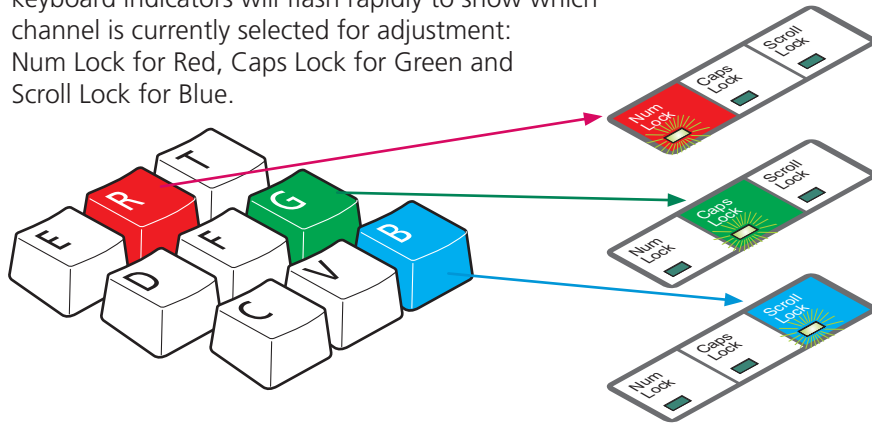 keyboard indicators will flash rapidly to show which
channel is currently selected for adjustment:
Num Lock for Red, Caps Lock for Green and
Scroll Lock for Blue.
T
R
E
G
F
D
B
V
C
Num
Lock
Caps
Lock
Scroll
Lock
Num
Lock
Caps
Lock
Scroll
Lock
Num
Lock
Caps
Lock
Scroll
Lock